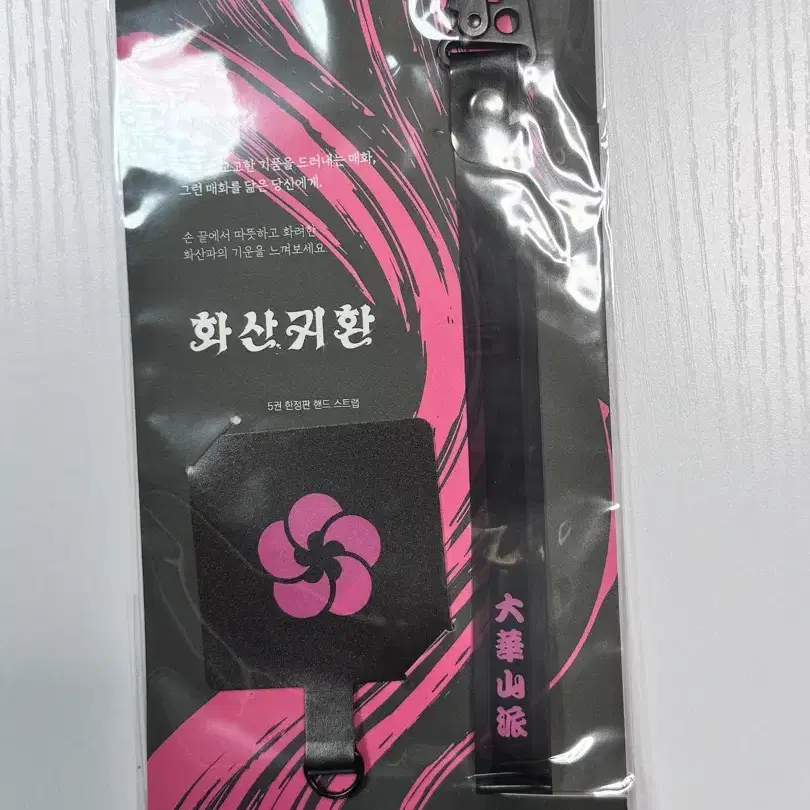 고고한 기품을 드러내는 매화,
그런 매화를 닮은 당신에게.
손 끝에서 따뜻하고 화려한
화산파의 기운을 느껴보세요.
화산귀환
5권 한정판 핸드 스트랩
大華山派